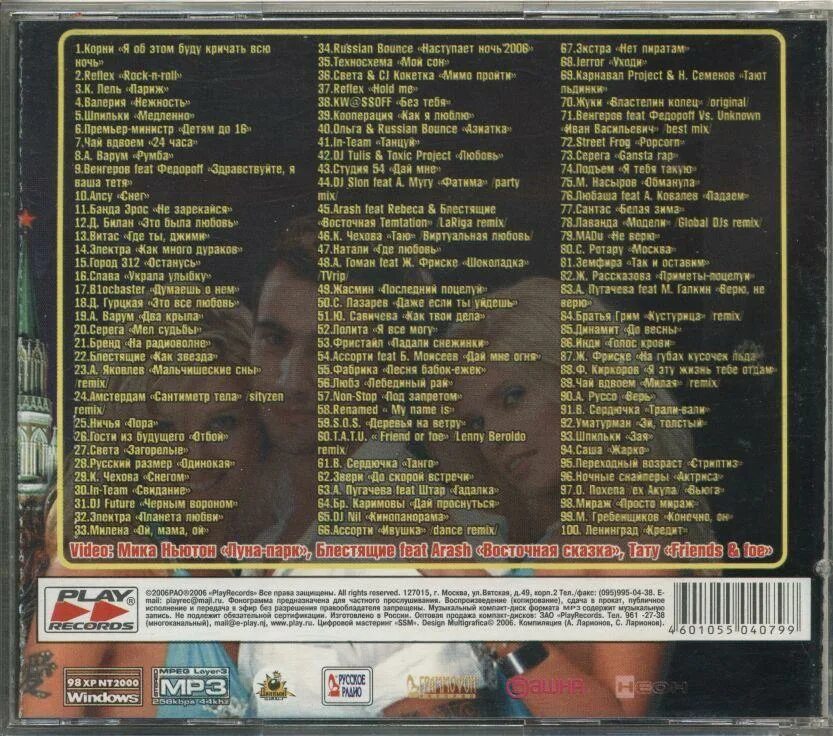 1.Корни «Я об этом буду кричать всю
ночь»
2.Reflex «Rock-n-roll»
3.К. Лель «Париж»
4.Валерия «Нежность»
5.Шпильки «Медленно»
6.Премьер-министр «Детям до 16»
7.Чай вдвоем «24 часа»
8.А. Варум «Румба»
9.Венгеров feat Федороff «Здравствуйте, я
ваша тетя»
10.Алсу «Снег»
11.Банда Эрос «Не зарекайся»
12.Д. Билан «Это была любовь»
13.Витас «Где ты, джими»
14.Электра «Как много дураков»
15.Город 312 «Останусь»
16.Слава «Украла улыбку»
17.Blocbaster «Думаешь о нем»
18.Д. Гурцкая «Это все любовь»
19.А. Варум «Два крыла»
20.Серега «Мел судьбы»
21.Бренд «На радиоволне»
22.Блестящие «Как звезда»
23.А. Яковлев «Мальчишеские сны»
/remix/
24.Амстердам «Сантиметр тела» /sityzen
remix/
25.Ничья «Пора»
26.Гости из будущего «Отбой»
27.Света «Загорелые»
28.Русский размер «Одинокая»
29.К. Чехова «Снегом»
30.In-Team «Свидание»
31.DJ Future «Черным вороном»
32.Электра «Планета любви»
33.Милена «Ой, мама, ой»
34.Russian Bounce «Наступает ночь'2006»
35.Техносхема «Мой сон»
36.Света & CJ Кокетка «Мимо пройти»
37.Reflex «Hold me»
38.KW@SSOFF «Без тебя»
39.Кооперация «Как я люблю»
40.Ольга & Russian Bounce «Азиатка»
41.In-Team «Танцуй»
42.DJ Tulis & Toxic Project «Любовь»
43.Студия 54 «Дай мне»
44.DJ Slon feat А. Мугу «Фатима» /party
mix/
45.Arash feat Rebeca & Блестящие
«Восточная Temtation» /LaRiga remix/
46.К. Чехова «Таю» /Виртуальная любовь/
47.Натали «Где любовь»
48.А. Гоман feat Ж. Фриске «Шоколадка»
/TVrip/
49.Жасмин «Последний поцелуй»
50.С. Лазарев «Даже если ты уйдешь»
51.Ю. Савичева «Как твои дела»
52.Лолита «Я все могу»
53.Фристайл «Падали снежинки»
54.Ассорти feat Б. Моисеев «Дай мне огня»
55.Фабрика «Песня бабок-ежек»
56.Любэ «Лебединый рай»
57.Non-Stop «Под запретом»
58.Renamed « My name is»
59.S.O.S. «Деревья на ветру»
60.T.A.T.U. « Friend or foe» /Lenny Beroldo
remix/
61.В. Сердючка «Танго»
62.Звери «До скорой встречи»
63.А. Пугачева feat Штар «Гадалка»
64.Бр. Каримовы «Дай проснуться»
65.DJ Nil «Кинопанорама»
66.Ассорти «Ивушка» /dance remix/
67.Экстра «Нет пиратам»
68.Jerror «Уходи»
69.Карнавал Project & Н. Семенов «Тают
льдинки»
70.Жуки «Властелин колец» /original/
71.Венгеров feat Федороff Vs. Unknown
«Иван Васильевич» /best mix/
72.Street Frog «Popcorn»
73.Серега «Gansta rap»
74.Подъем «Я тебя такую»
75.М. Насыров «Обманула»
76.Любаша feat А. Ковалев «Падаем»
77.Сантас «Белая зима»
78.Лаванда «Модели» /Global DJs remix/
79.MADu «Не верю»
80.С. Ротару «Москва»
81.Земфира «Так и оставим»
82.Ж. Рассказова «Приметы-поцелуи»
83.А. Пугачева feat М. Галкин «Верю, не
верю»
84.Братья Грим «Кустурица» /remix/
85.Динамит «До весны»
86.Инди «Голос крови»
87.Ж. Фриске «На губах кусочек льда»
88.Ф. Киркоров «Я эту жизнь тебе отдам»
89.Чай вдвоем «Милая» /remix/
90.А. Руссо «Верь»
91.В. Сердючка «Трали-вали»
92.Уматурман «Эй, толстый»
93.Шпильки «Зая»
94.Саша «Жарко»
95.Переходный возраст «Стриптиз»
96.Ночные снайперы «Актриса»
97.О. Похепа ex Акула. «Вьюга»
98.Мираж «Просто мираж»
99.М. Гребенщиков «Конечно, он»
100. Ленинград «Кредит»
Video: Мика Ньютон «Луна-парк», Блестящие feat Arash «Восточная сказка», Тату «Friends & foe»
PLAY
RECORDS
©2006РАО®2006 «PlayRecords» Все права защищены. All rights reserved. 127015, г. Москва, ул.Вятская, д.49, корп.2 Тел./факс: (095)995-04-38. E-
mail: playrec@maji.ru. Фонограмма предназначена для частного прослушивания. Воспроизведение (копирование), сдача в прокат, публичное
исполнение и передача в эфир без разрешения правообладателя запрещены. Музыкальный компакт-диск формата MP3 содержит музыкальную
запись. Не подлежит обязательной сертификации. Изготовлено в России. Оптовая продажа компакт-дисков: ЗАО «PlayRecords» Тел. 961 -27-38
(многоканальный), mail@e-play.nj, www.play.ru. Цифровой мастеринг «SSM». Design Multigrafica© 2006. Компиляция (А. Ларионов, С. Ларионов).
4601055040799
98 XP NT2000
Windows
MPEG Layer3
MP3
256kbps/44khz
РУССКОЕ
РАДИО
НЕОН